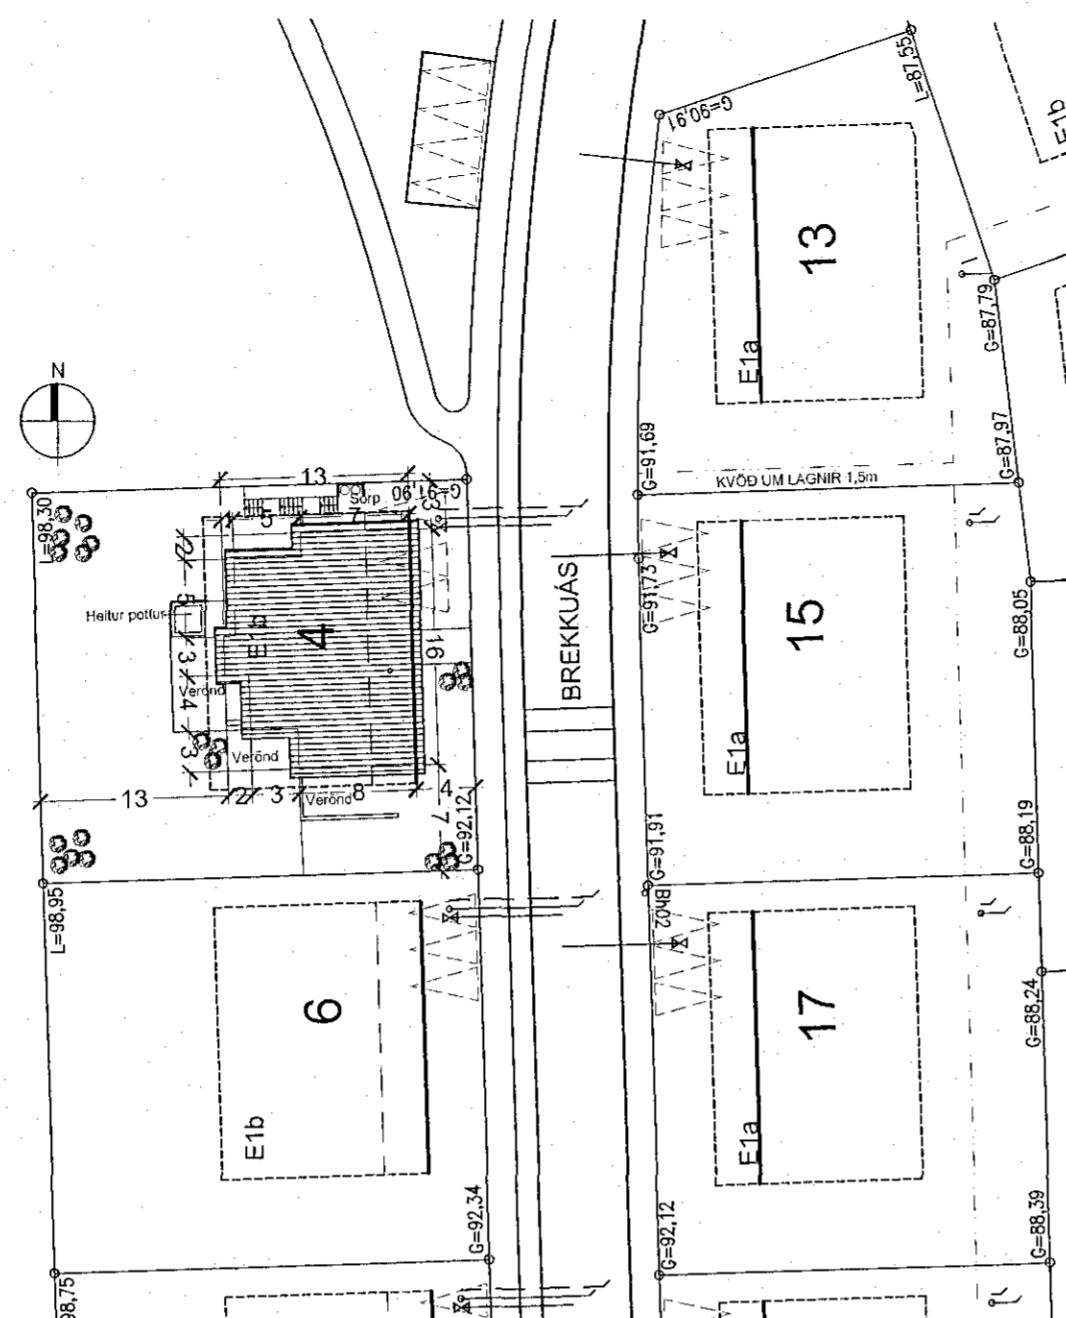 L=87,55
G=90,91
E1b
13
E1a
G=87,79
N
G=91,69
G=87,97
KVÖÐ UM LAGNIR 1,5m
13
G=91,90
L=98,30
Sorp
5
7
3
2
5
Heitur pottur
4
16
3
Verönd
4
3
Verönd
13
2
3
Verönd
8
4
7
G=92,12
BREKKUÁS
G=91,73
15
E1a
G=88,05
G=91,91
G=88,19
Bh02
L=98,95
6
E1b
17
E1a
G=88,24
G=92,34
G=92,12
G=88,39
98,75